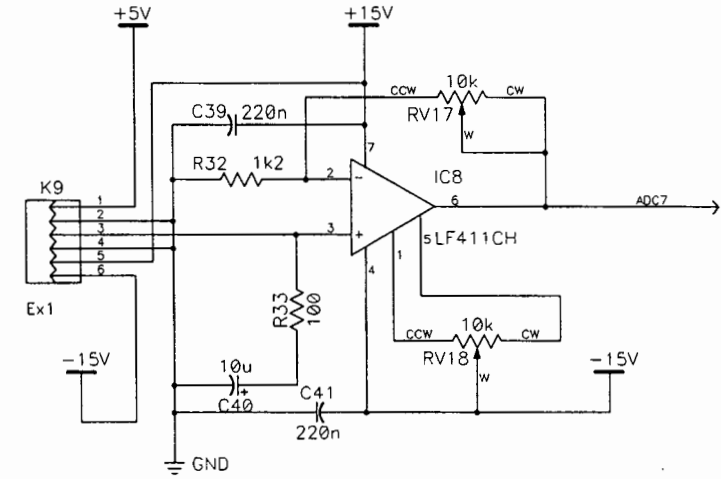 +5V
+15V
CCW
10k
CW
RV17
W
C39
220n
7
R32
1k2
2
−
IC8
K9
1
2
3
4
5
6
3
+
6
ADC7
5
LF411CH
1
4
Ex1
R33
100
10k
CCW
CW
RV18
W
−15V
−15V
10u
+
C40
C41
220n
GND